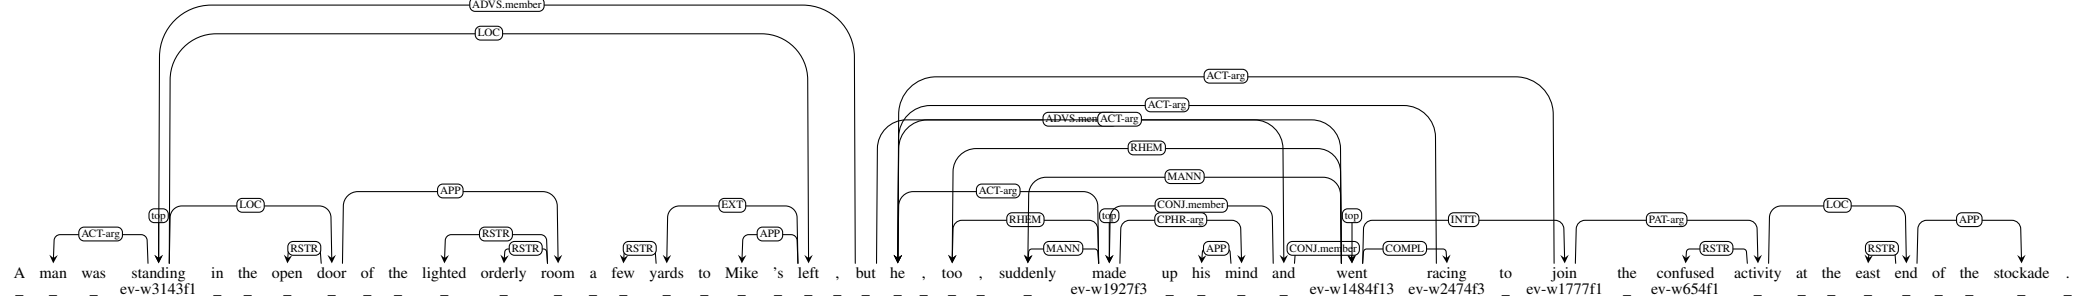 ADVS.member
LOC
ACT-arg
ACT-arg
ADVS.mem ACT-arg
RHEM
MANN
APP ACT-arg
LOC EXT CONJ.member LOC
top top top
RHEM CPHR-arg INTT PAT-arg APP
ACT-arg RSTR APP
RSTR RSTR RSTR MANN APP CONJ.member COMPL RSTR RSTR
A man was standing in the open door of the lighted orderly room a few yards to Mike 's left , but he , too , suddenly made up his mind and went racing to join the confused activity at the east end of the stockade .
ev-w3143f1 ev-w1927f3 ev-w1484f13 ev-w2474f3 ev-w1777f1 ev-w654f1
_ _ _ _ _ _ _ _ _ _ _ _ _ _ _ _ _ _ _ _ _ _ _ _ _ _ _ _ _ _ _ _ _ _ _ _ _ _ _ _ _ _ _ _ _ _ _